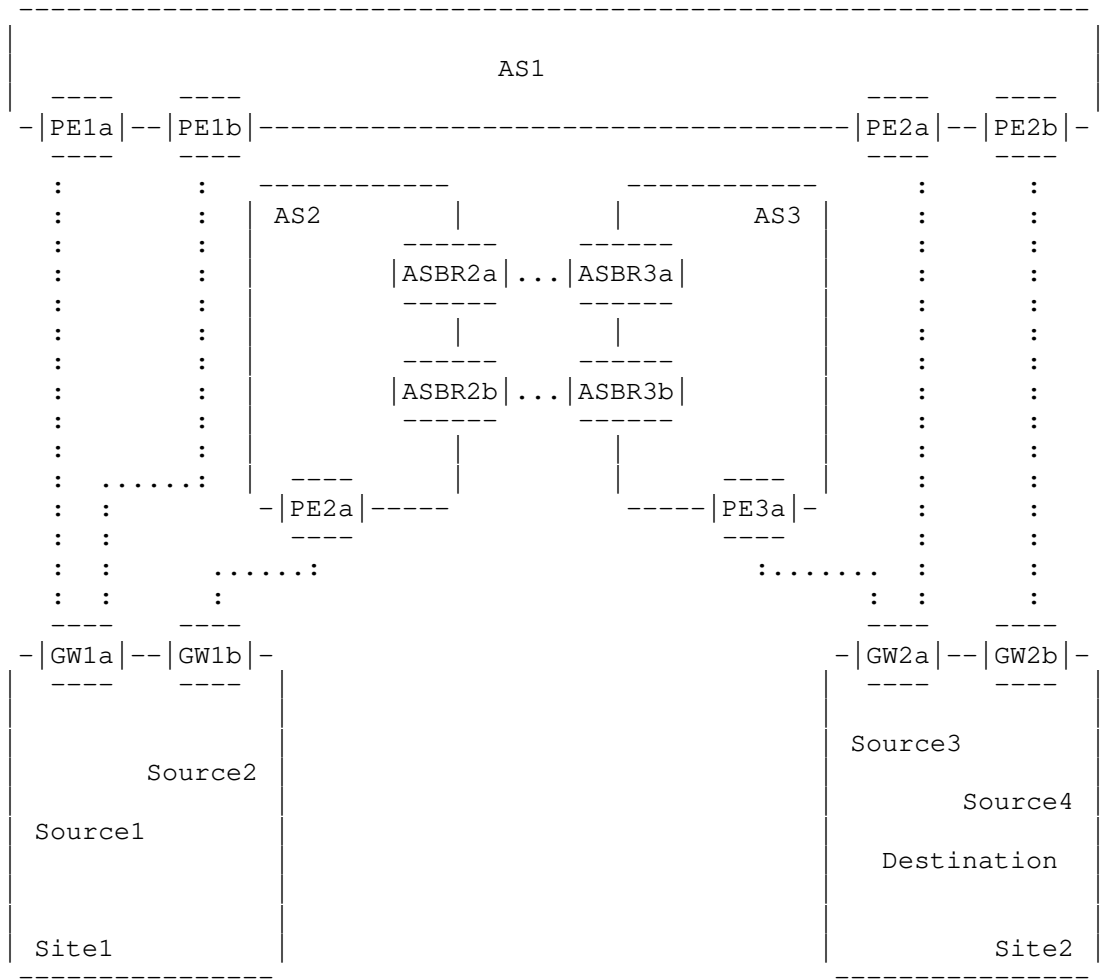 AS1
PE1a PE1b PE2a PE2b
AS2 AS3
ASBR2a ... ASBR3a
ASBR2b ... ASBR3b
PE2a PE3a
GW1a GW1b GW2a GW2b
Source3
Source2
Source4
Source1
Destination
Site1 Site2